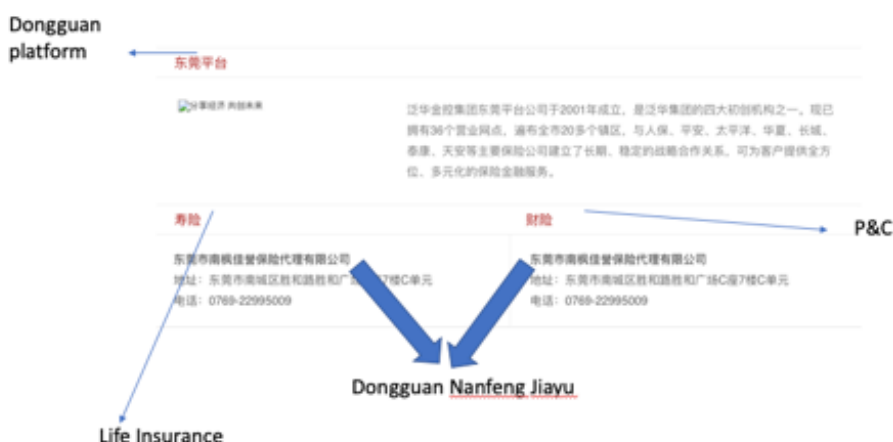 Dongguan
platform
东莞平台
分享经济 共创未来
泛华金控集团东莞平台公司于2001年成立，是泛华集团的四大初创机构之一。现已
拥有36个营业网点，遍布全市20多个镇区，与人保、平安、太平洋、华夏、长城、
泰康、天安等主要保险公司建立了长期、稳定的战略合作关系，可为客户提供全方
位、多元化的保险金融服务。
寿险
财险
P&C
东莞市南枫佳誉保险代理有限公司
地址：东莞市南城区胜和路胜和广 7楼C单元
电话：0769-22995009
东莞市南枫佳誉保险代理有限公司
地址：东莞市南城区胜和路胜和广场C座7楼C单元
电话：0769-22995009
Dongguan Nanfeng Jiayu
Life Insurance